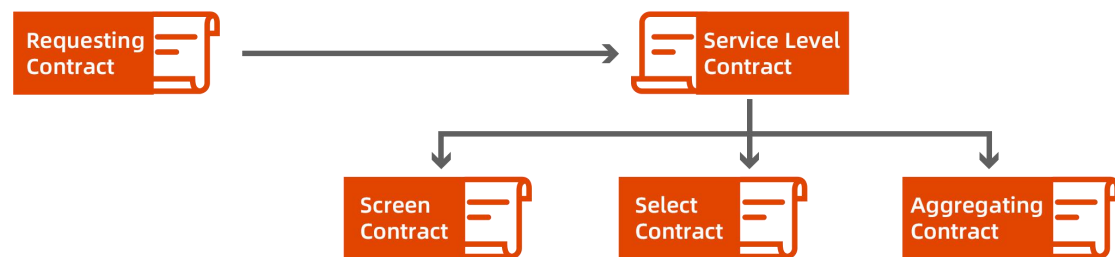 Requesting
Contract
Service Level
Contract
Screen
Contract
Select
Contract
Aggregating
Contract